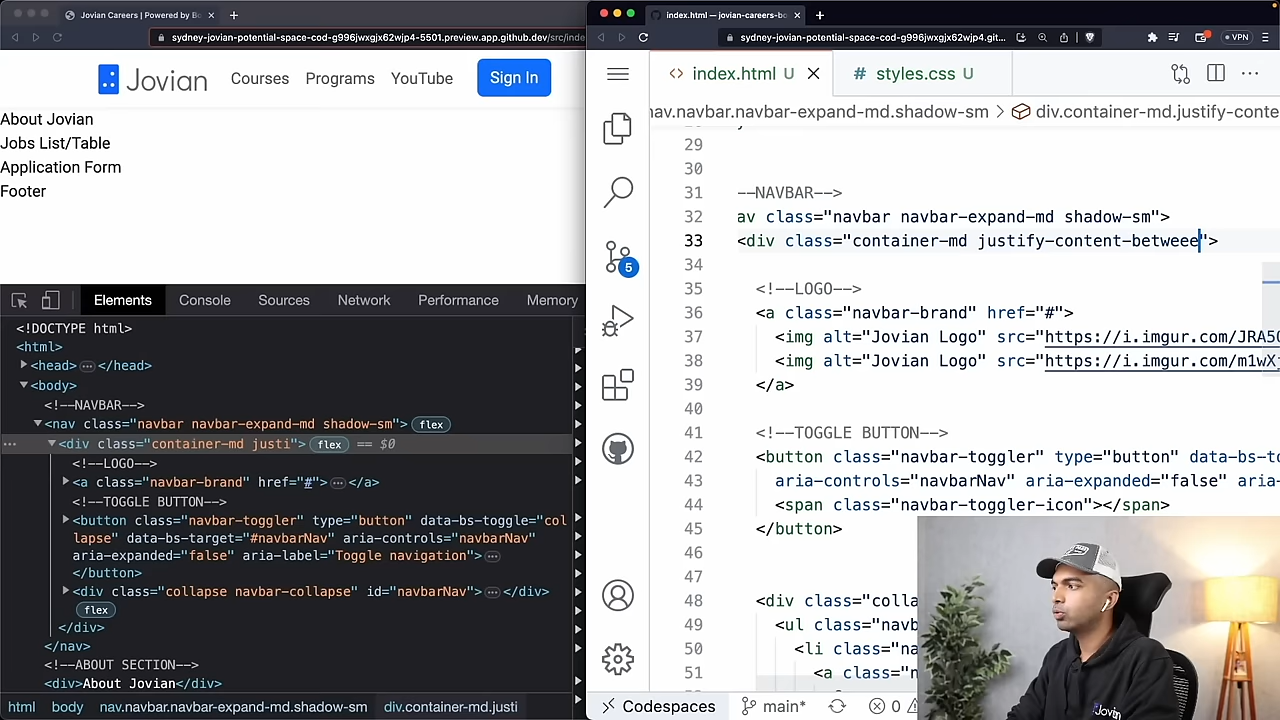 Jovian Careers | Powered by Bo
sydney-jovian-potential-space-cod-g996jwxgjx62wjp4-5501.preview.app.github.dev/src/inde
Jovian
Courses
Programs
YouTube
Sign In
About Jovian
Jobs List/Table
Application Form
Footer
Elements
Console
Sources
Network
Performance
Memory
<!DOCTYPE html>
<html>
<head>…</head>
<body>
<!--NAVBAR-->
<nav class="navbar navbar-expand-md shadow-sm"> flex
<div class="container-md justi"> flex == $0
<!--LOGO-->
<a class="navbar-brand" href="#">…</a>
<!--TOGGLE BUTTON-->
<button class="navbar-toggler" type="button" data-bs-toggle="col
lapse" data-bs-target="#navbarNav" aria-controls="navbarNav"
aria-expanded="false" aria-label="Toggle navigation">…
</button>
<div class="collapse navbar-collapse" id="navbarNav">…</div>
flex
</div>
</nav>
<!--ABOUT SECTION-->
<div>About Jovian</div>
html body nav.navbar.navbar-expand-md.shadow-sm div.container-md.justi
index.html — jovian-careers-b
sydney-jovian-potential-space-cod-g996jwxgjx62wjp4.git...
VPN
index.html U
styles.css U
nav.navbar.navbar-expand-md.shadow-sm > div.container-md.justify-conte
29
30
31 --NAVBAR-->
32 av class="navbar navbar-expand-md shadow-sm">
33 <div class="container-md justify-content-betweee">
34
35 <!--LOGO-->
36 <a class="navbar-brand" href="#">
37 <img alt="Jovian Logo" src="https://i.imgur.com/JRA5
38 <img alt="Jovian Logo" src="https://i.imgur.com/m1wX
39 </a>
40
41 <!--TOGGLE BUTTON-->
42 <button class="navbar-toggler" type="button" data-bs-to
43 aria-controls="navbarNav" aria-expanded="false" aria-
44 <span class="navbar-toggler-icon"></span>
45 </button>
46
47
48 <div class="colla
49 <ul class="navb
50 <li class="na
51 <a class="n
5
Codespaces
main*
0
Jovian